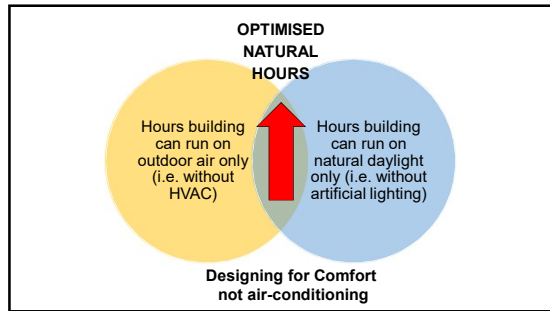 OPTIMISED
NATURAL
HOURS
Hours building
can run on
outdoor air only
(i.e. without
HVAC)
Hours building
can run on
natural daylight
only (i.e. without
artificial lighting)
Designing for Comfort
not air-conditioning